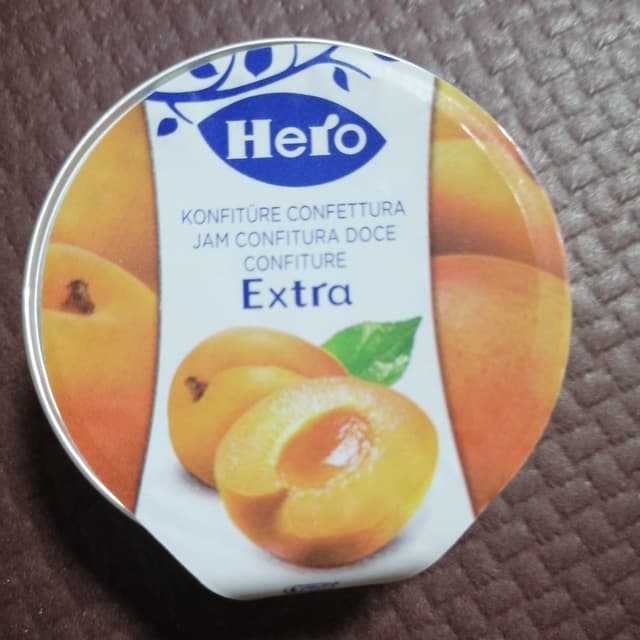 Hero
KONFITÜRE CONFETTURA
JAM CONFITURA DOCE
CONFITURE
Extra